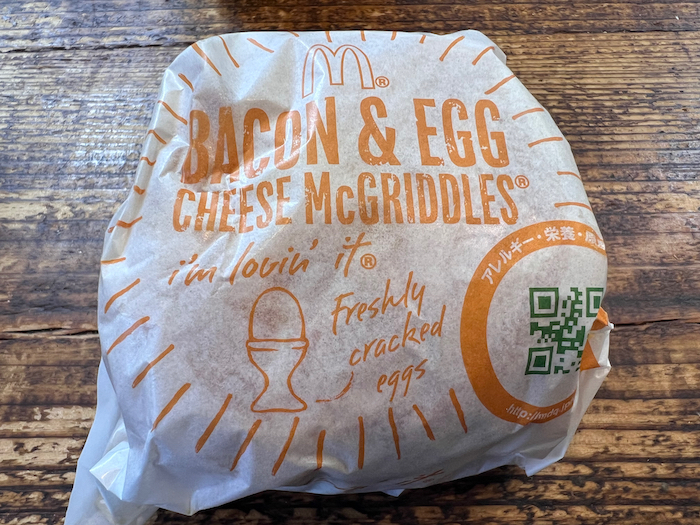 BACON & EGG
CHEESE McGRIDDLES®
i'm lovin' it®
Freshly
cracked
eggs
アレルギー・栄養・